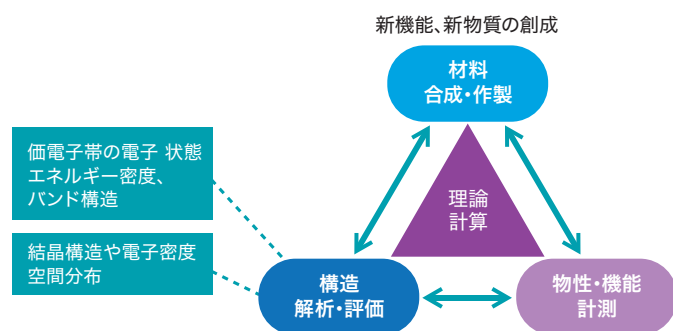 新機能、新物質の創成
材料
合成・作製
価電子帯の電子 状態
エネルギー密度、
バンド構造
理論
計算
結晶構造や電子密度
空間分布
構造
解析・評価
物性・機能
計測